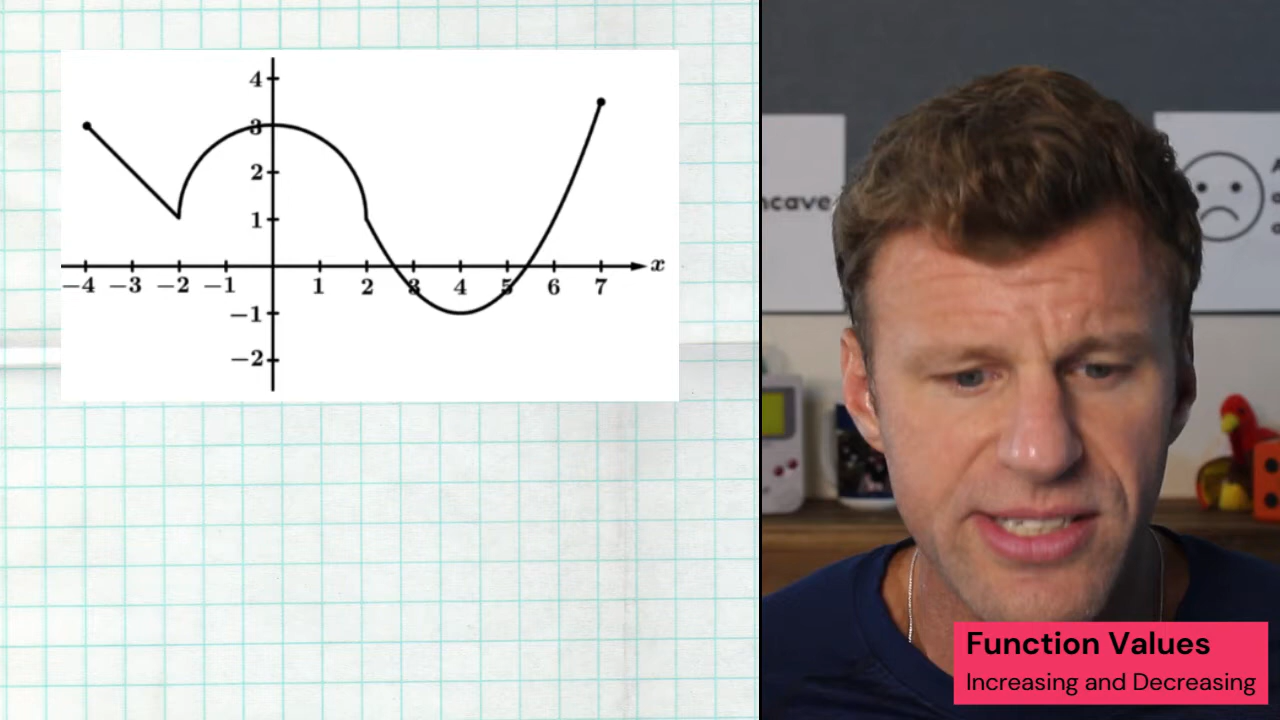 4
3
2
1
x
−4 −3 −2 −1 1 2 3 4 5 6 7
−1
−2
ncave
Function Values
Increasing and Decreasing